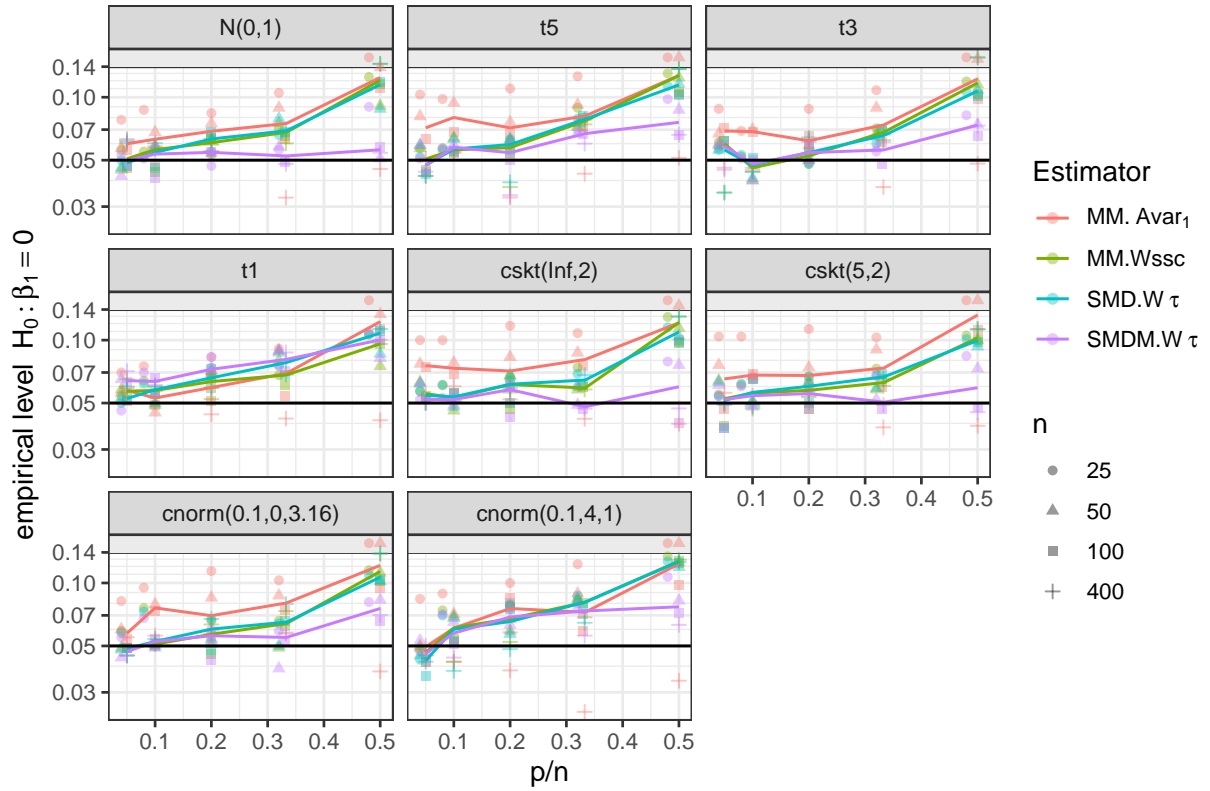 N(0,1) t5 t3
0.14
0.10
0.07
0.05
0.03
t1 cskt(Inf,2) cskt(5,2)
0.14
0.10
0.07
0.05
0.03
0.1 0.2 0.3 0.4 0.5
cnorm(0.1,0,3.16) cnorm(0.1,4,1)
0.14
0.10
0.07
0.05
0.03
0.1 0.2 0.3 0.4 0.5 0.1 0.2 0.3 0.4 0.5
p/n
empirical level H₀ : β₁ = 0
Estimator
MM. Avar₁
MM.Wssc
SMD.W τ
SMDM.W τ
n
25
50
100
400